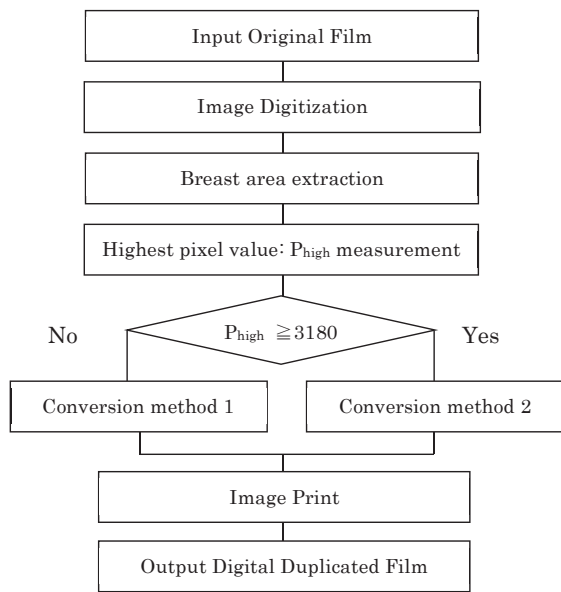 Input Original Film
Image Digitization
Breast area extraction
Highest pixel value: Phigh measurement
Phigh ≧3180
No
Yes
Conversion method 1
Conversion method 2
Image Print
Output Digital Duplicated Film